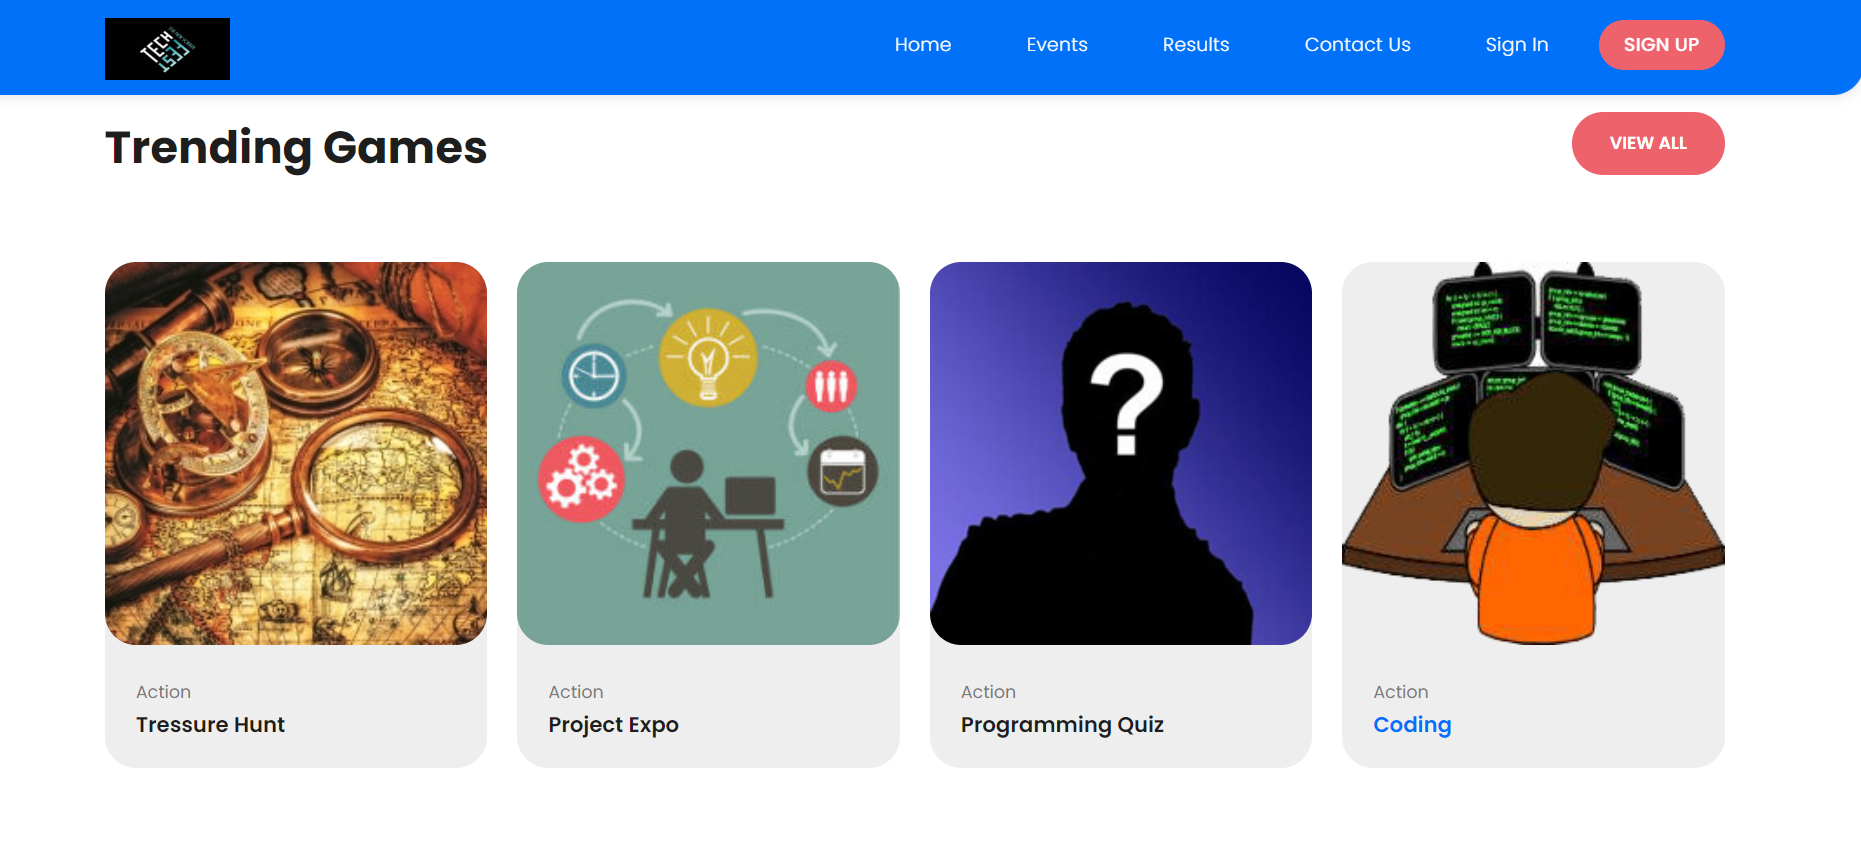 TECH
FEST
Home
Events
Results
Contact Us
Sign In
SIGN UP
Trending Games
VIEW ALL
?
Action
Tressure Hunt
Action
Project Expo
Action
Programming Quiz
Action
Coding